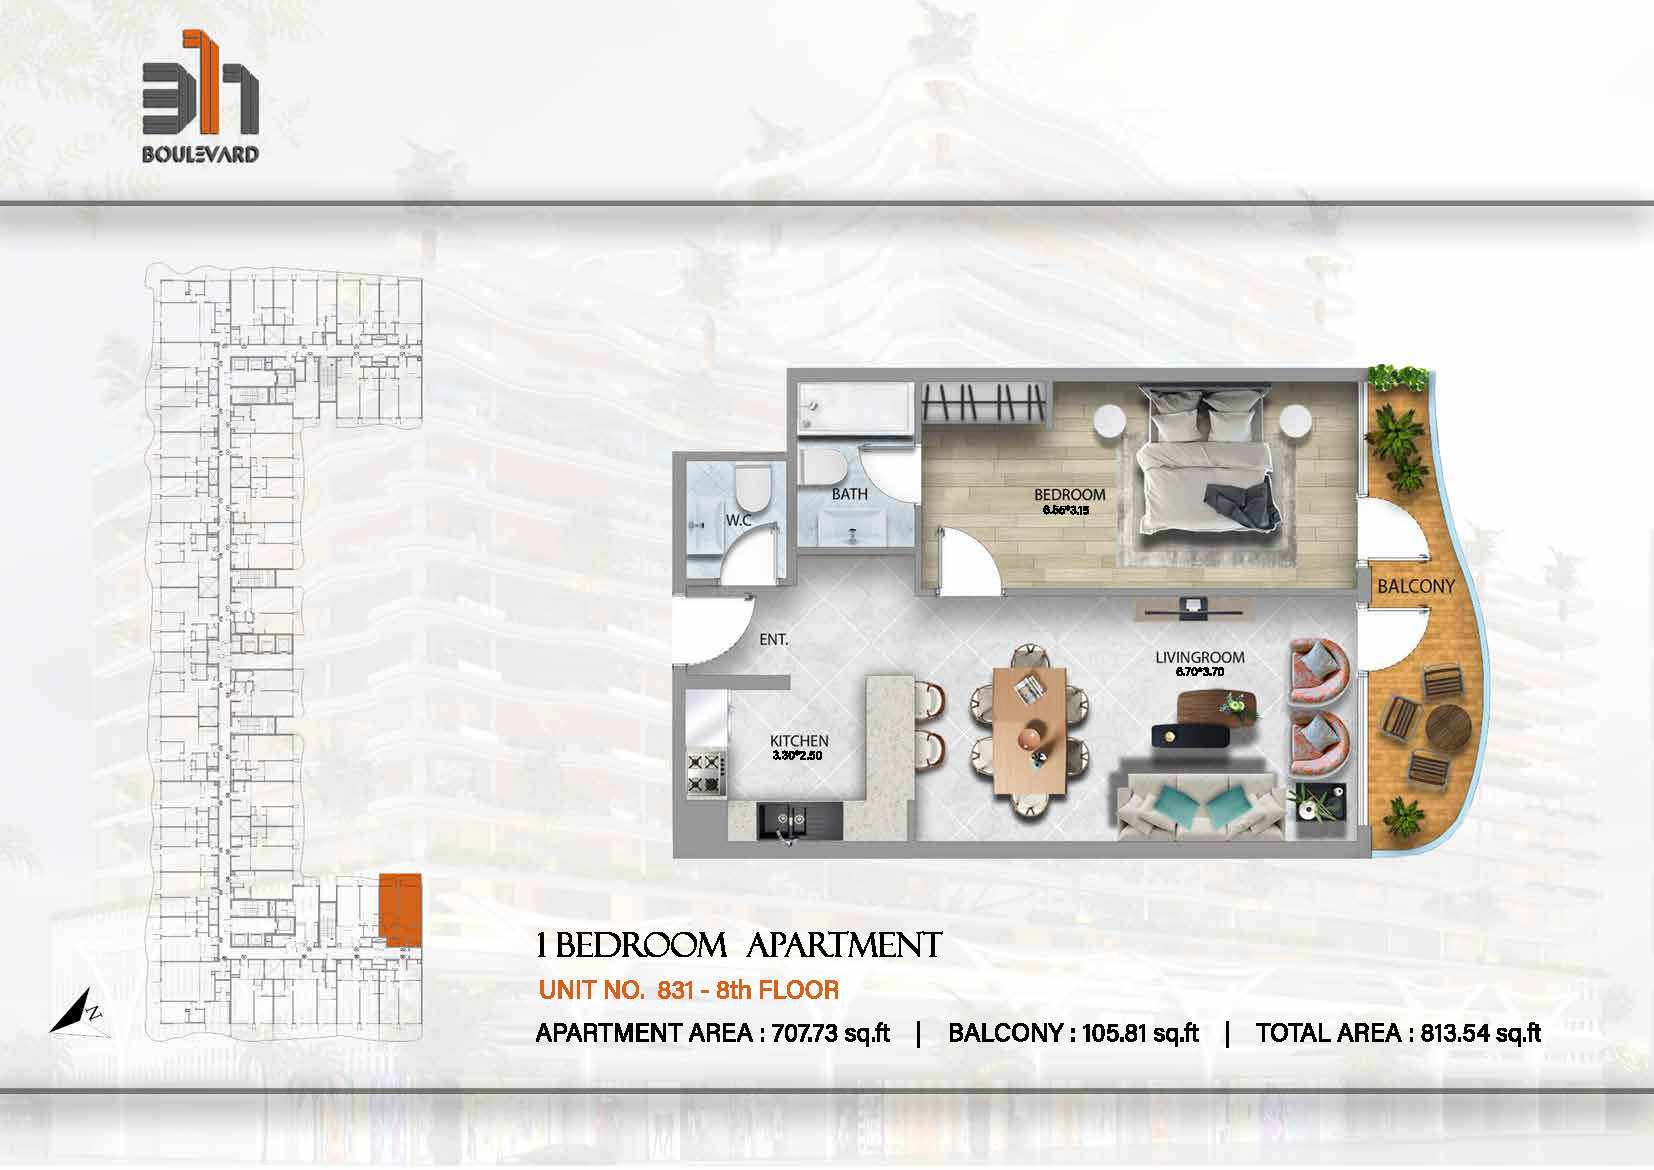 311
BOULEVARD
BATH
W.C
BEDROOM
6.55*3.15
BALCONY
ENT.
LIVINGROOM
6.70*3.70
KITCHEN
3.30*2.50
Z
1 BEDROOM APARTMENT
UNIT NO. 831 - 8th FLOOR
APARTMENT AREA : 707.73 sq.ft | BALCONY : 105.81 sq.ft | TOTAL AREA : 813.54 sq.ft